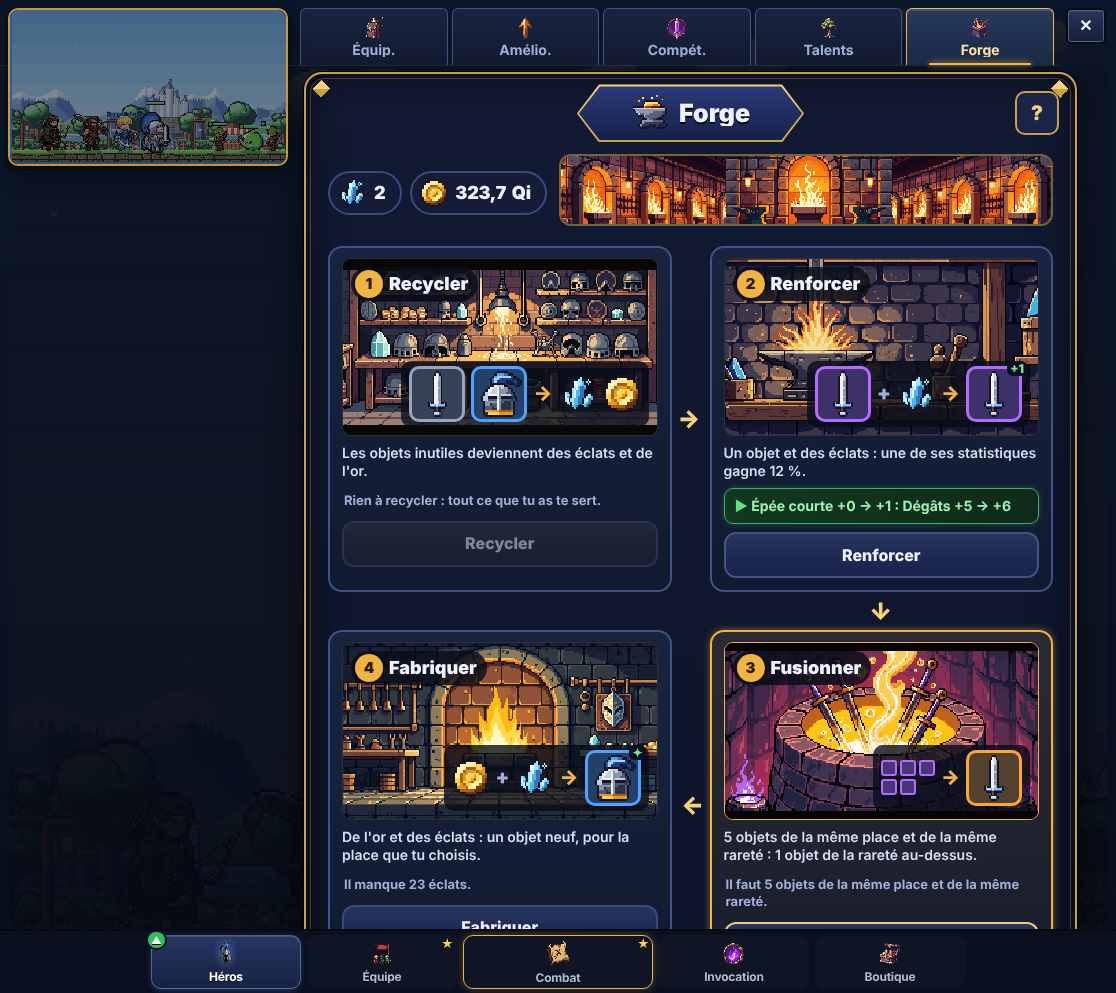 Équip.
Amélio.
Compét.
Talents
Forge
×
Forge
?
2
323,7 Qi
1 Recycler
Les objets inutiles deviennent des éclats et de
l'or.
Rien à recycler : tout ce que tu as te sert.
Recycler
2 Renforcer
+1
Un objet et des éclats : une de ses statistiques
gagne 12 %.
▶ Épée courte +0 → +1 : Dégâts +5 → +6
Renforcer
4 Fabriquer
De l'or et des éclats : un objet neuf, pour la
place que tu choisis.
Il manque 23 éclats.
Fabriquer
3 Fusionner
5 objets de la même place et de la même
rareté : 1 objet de la rareté au-dessus.
Il faut 5 objets de la même place et de la même
rareté.
Héros
Équipe
Combat
Invocation
Boutique